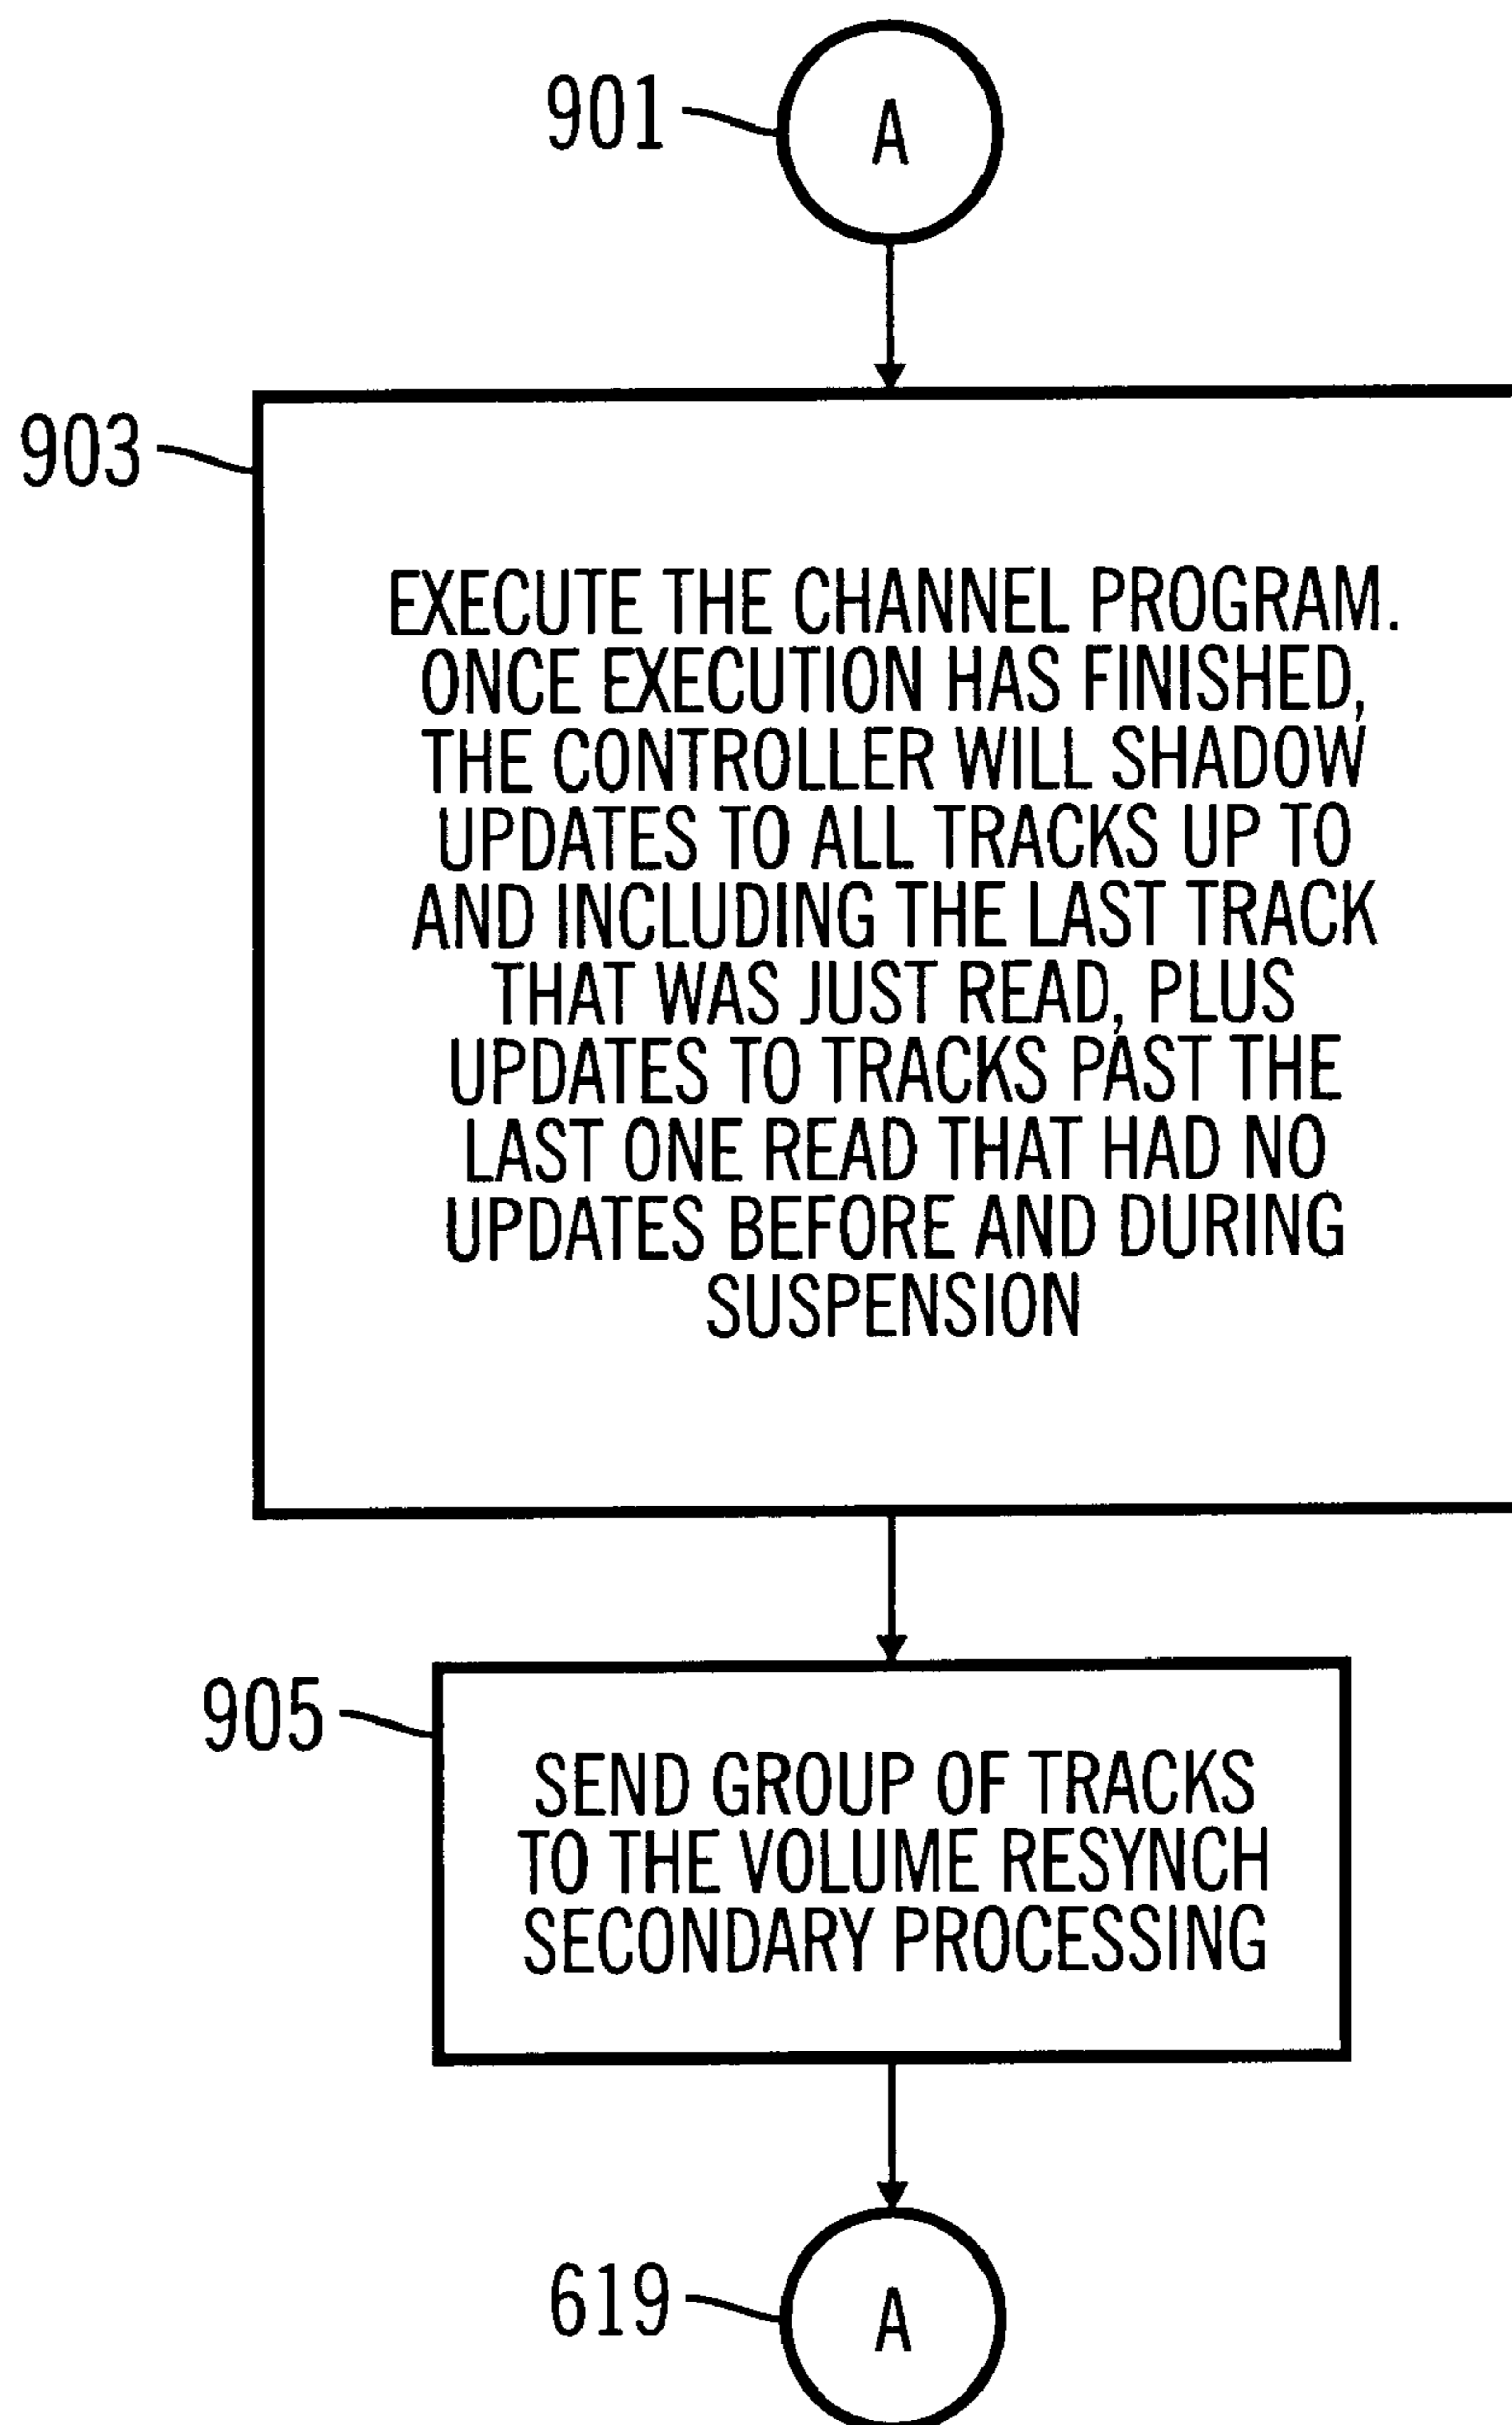 901
A
903
EXECUTE THE CHANNEL PROGRAM.
ONCE EXECUTION HAS FINISHED,
THE CONTROLLER WILL SHADOW
UPDATES TO ALL TRACKS UP TO
AND INCLUDING THE LAST TRACK
THAT WAS JUST READ, PLUS
UPDATES TO TRACKS PAST THE
LAST ONE READ THAT HAD NO
UPDATES BEFORE AND DURING
SUSPENSION
905
SEND GROUP OF TRACKS
TO THE VOLUME RESYNCH
SECONDARY PROCESSING
619
A